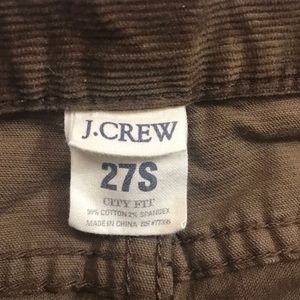 J.CREW
27S
CITY FIT
98% COTTON 2% SPANDEX
MADE IN CHINA